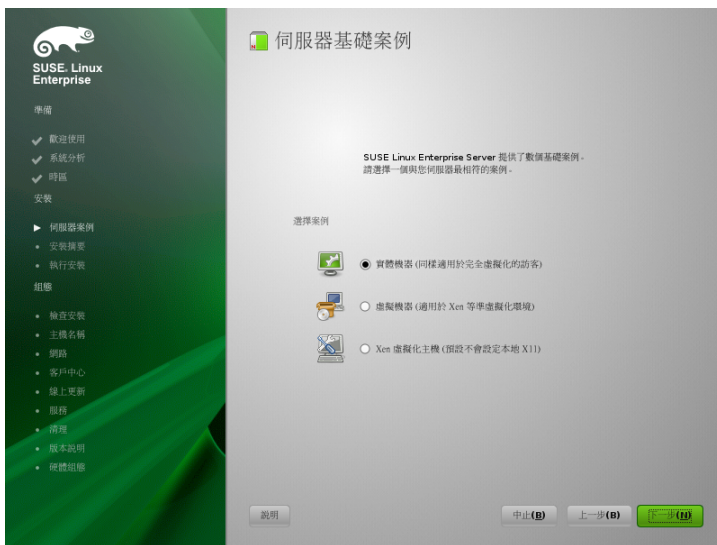 SUSE. Linux
Enterprise
準備
歡迎使用
系統分析
時區
安裝
伺服器案例
安裝摘要
執行安裝
組態
檢查安裝
主機名稱
網路
客戶中心
線上更新
服務
清理
版本說明
硬體組態
伺服器基礎案例
SUSE Linux Enterprise Server 提供了數個基礎案例。
請選擇一個與您伺服器最相符的案例。
選擇案例
實體機器 (同樣適用於完全虛擬化的訪客)
虛擬機器 (適用於 Xen 等準虛擬化環境)
Xen 虛擬化主機 (預設不會設定本地 X11)
說明
中止(B)
上一步(B)
下一步(N)